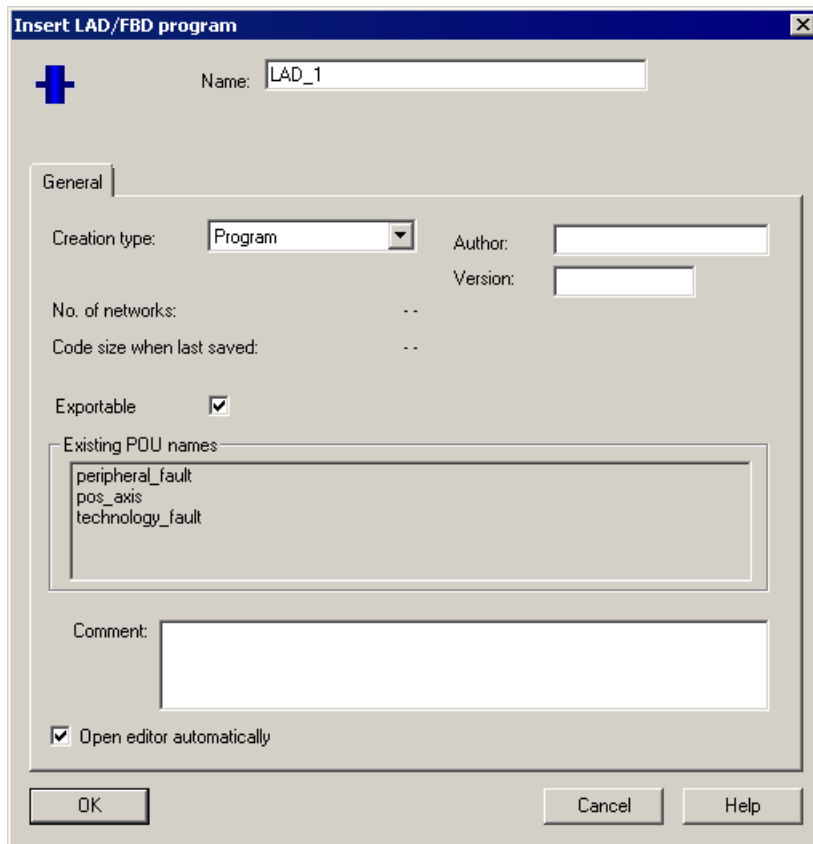 Insert LAD/FBD program
Name: LAD_1
General
Creation type: Program
Author:
Version:
No. of networks: - -
Code size when last saved: - -
Exportable
Existing POU names
peripheral_fault
pos_axis
technology_fault
Comment:
Open editor automatically
OK Cancel Help